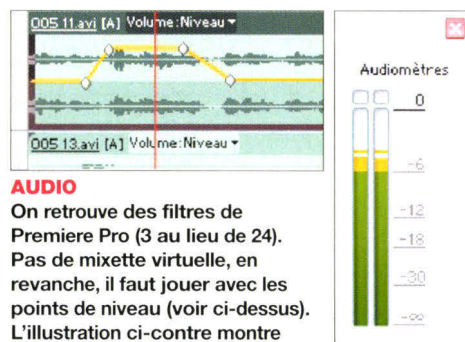 005 11.avi [A] Volume:Niveau
005 13.avi [A] Volume:Niveau
AUDIO
On retrouve des filtres de
Premiere Pro (3 au lieu de 24).
Pas de mixette virtuelle, en
revanche, il faut jouer avec les
points de niveau (voir ci-dessus).
L'illustration ci-contre montre
Audiomètres
0
-6
-12
-18
-30
-∞